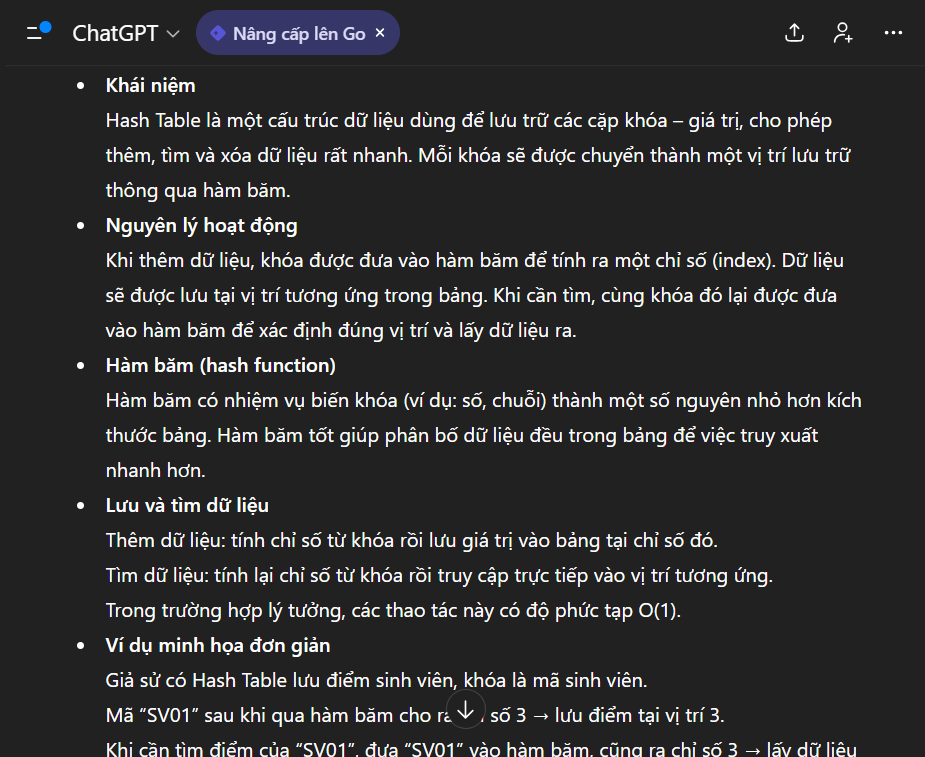 ChatGPT
Nâng cấp lên Go ×
• Khái niệm
Hash Table là một cấu trúc dữ liệu dùng để lưu trữ các cặp khóa – giá trị, cho phép
thêm, tìm và xóa dữ liệu rất nhanh. Mỗi khóa sẽ được chuyển thành một vị trí lưu trữ
thông qua hàm băm.
• Nguyên lý hoạt động
Khi thêm dữ liệu, khóa được đưa vào hàm băm để tính ra một chỉ số (index). Dữ liệu
sẽ được lưu tại vị trí tương ứng trong bảng. Khi cần tìm, cùng khóa đó lại được đưa
vào hàm băm để xác định đúng vị trí và lấy dữ liệu ra.
• Hàm băm (hash function)
Hàm băm có nhiệm vụ biến khóa (ví dụ: số, chuỗi) thành một số nguyên nhỏ hơn kích
thước bảng. Hàm băm tốt giúp phân bố dữ liệu đều trong bảng để việc truy xuất
nhanh hơn.
• Lưu và tìm dữ liệu
Thêm dữ liệu: tính chỉ số từ khóa rồi lưu giá trị vào bảng tại chỉ số đó.
Tìm dữ liệu: tính lại chỉ số từ khóa rồi truy cập trực tiếp vào vị trí tương ứng.
Trong trường hợp lý tưởng, các thao tác này có độ phức tạp O(1).
• Ví dụ minh họa đơn giản
Giả sử có Hash Table lưu điểm sinh viên, khóa là mã sinh viên.
Mã “SV01” sau khi qua hàm băm cho số 3 → lưu điểm tại vị trí 3.
Khi cần tìm điểm của “SV01”, đưa “SV01” vào hàm băm, cũng ra chỉ số 3 → lấy dữ liệu